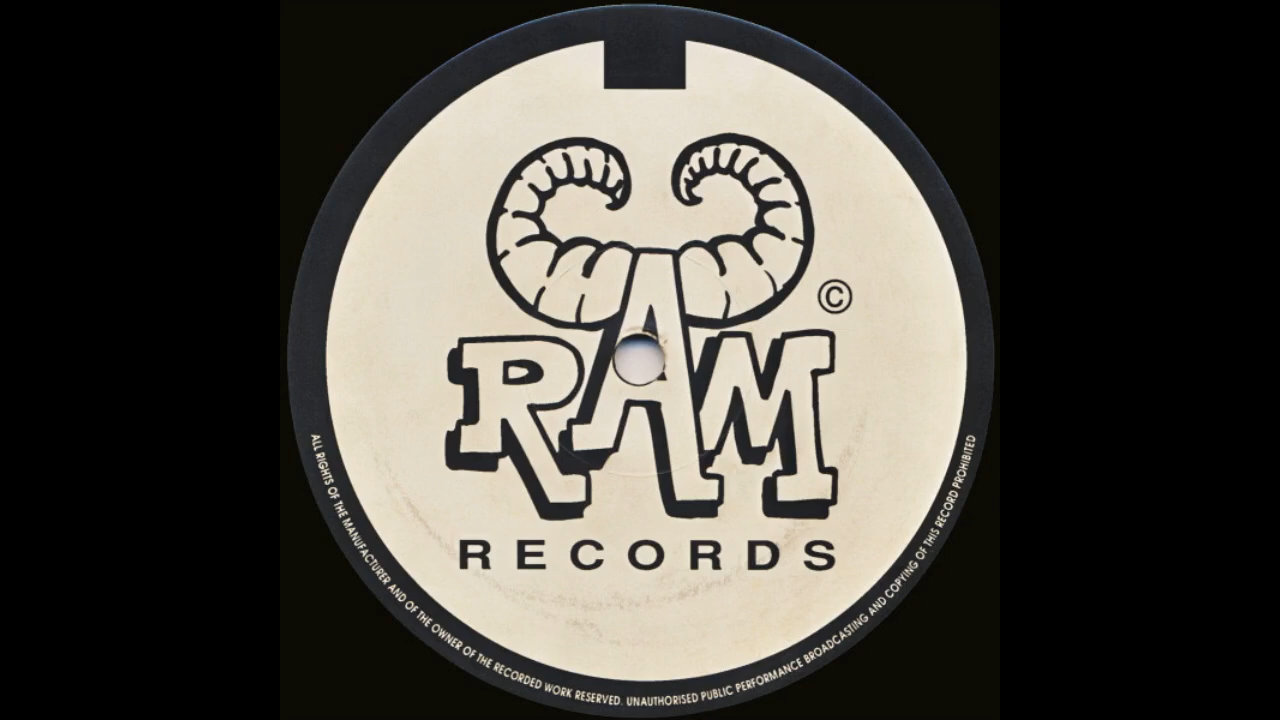 ©
RAM
RECORDS
ALL RIGHTS OF THE MANUFACTURER AND OF THE OWNER OF THE RECORDED WORK RESERVED. UNAUTHORISED PUBLIC PERFORMANCE BROADCASTING AND COPYING OF THIS RECORD PROHIBITED